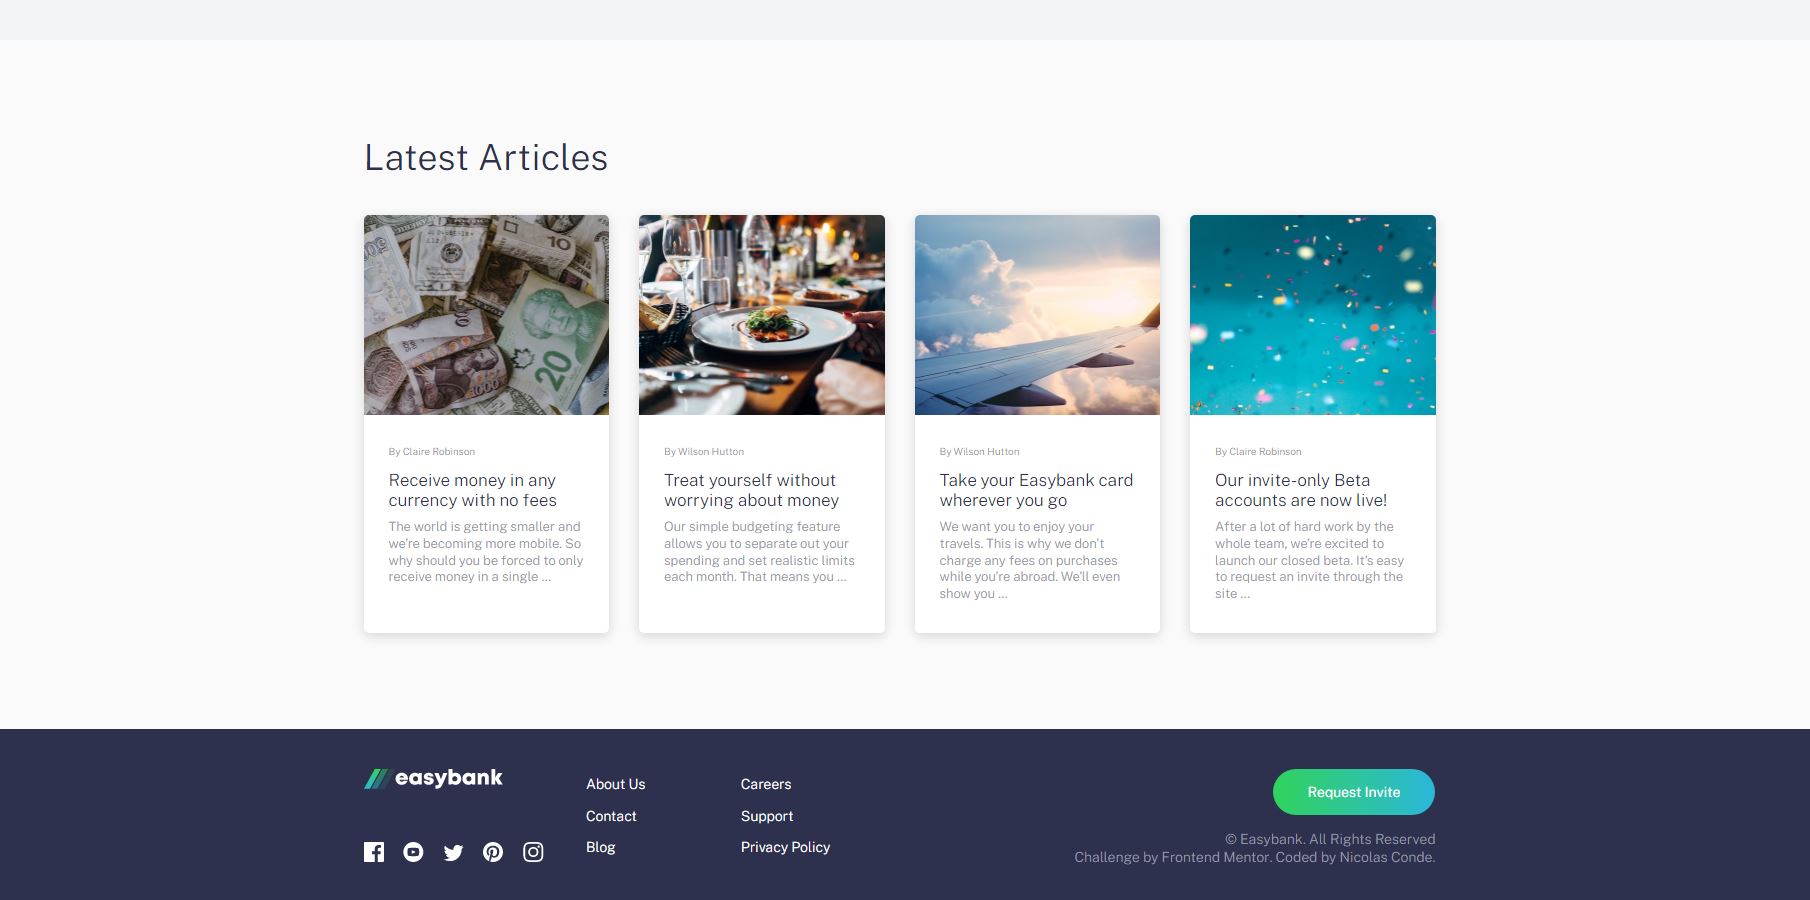 Latest Articles
By Claire Robinson
Receive money in any
currency with no fees
The world is getting smaller and
we're becoming more mobile. So
why should you be forced to only
receive money in a single ...
By Wilson Hutton
Treat yourself without
worrying about money
Our simple budgeting feature
allows you to separate out your
spending and set realistic limits
each month. That means you ...
By Wilson Hutton
Take your Easybank card
wherever you go
We want you to enjoy your
travels. This is why we don't
charge any fees on purchases
while you're abroad. We'll even
show you ...
By Claire Robinson
Our invite-only Beta
accounts are now live!
After a lot of hard work by the
whole team, we're excited to
launch our closed beta. It's easy
to request an invite through the
site ...
easybank
About Us
Contact
Blog
Careers
Support
Privacy Policy
Request Invite
© Easybank. All Rights Reserved
Challenge by Frontend Mentor. Coded by Nicolas Conde.